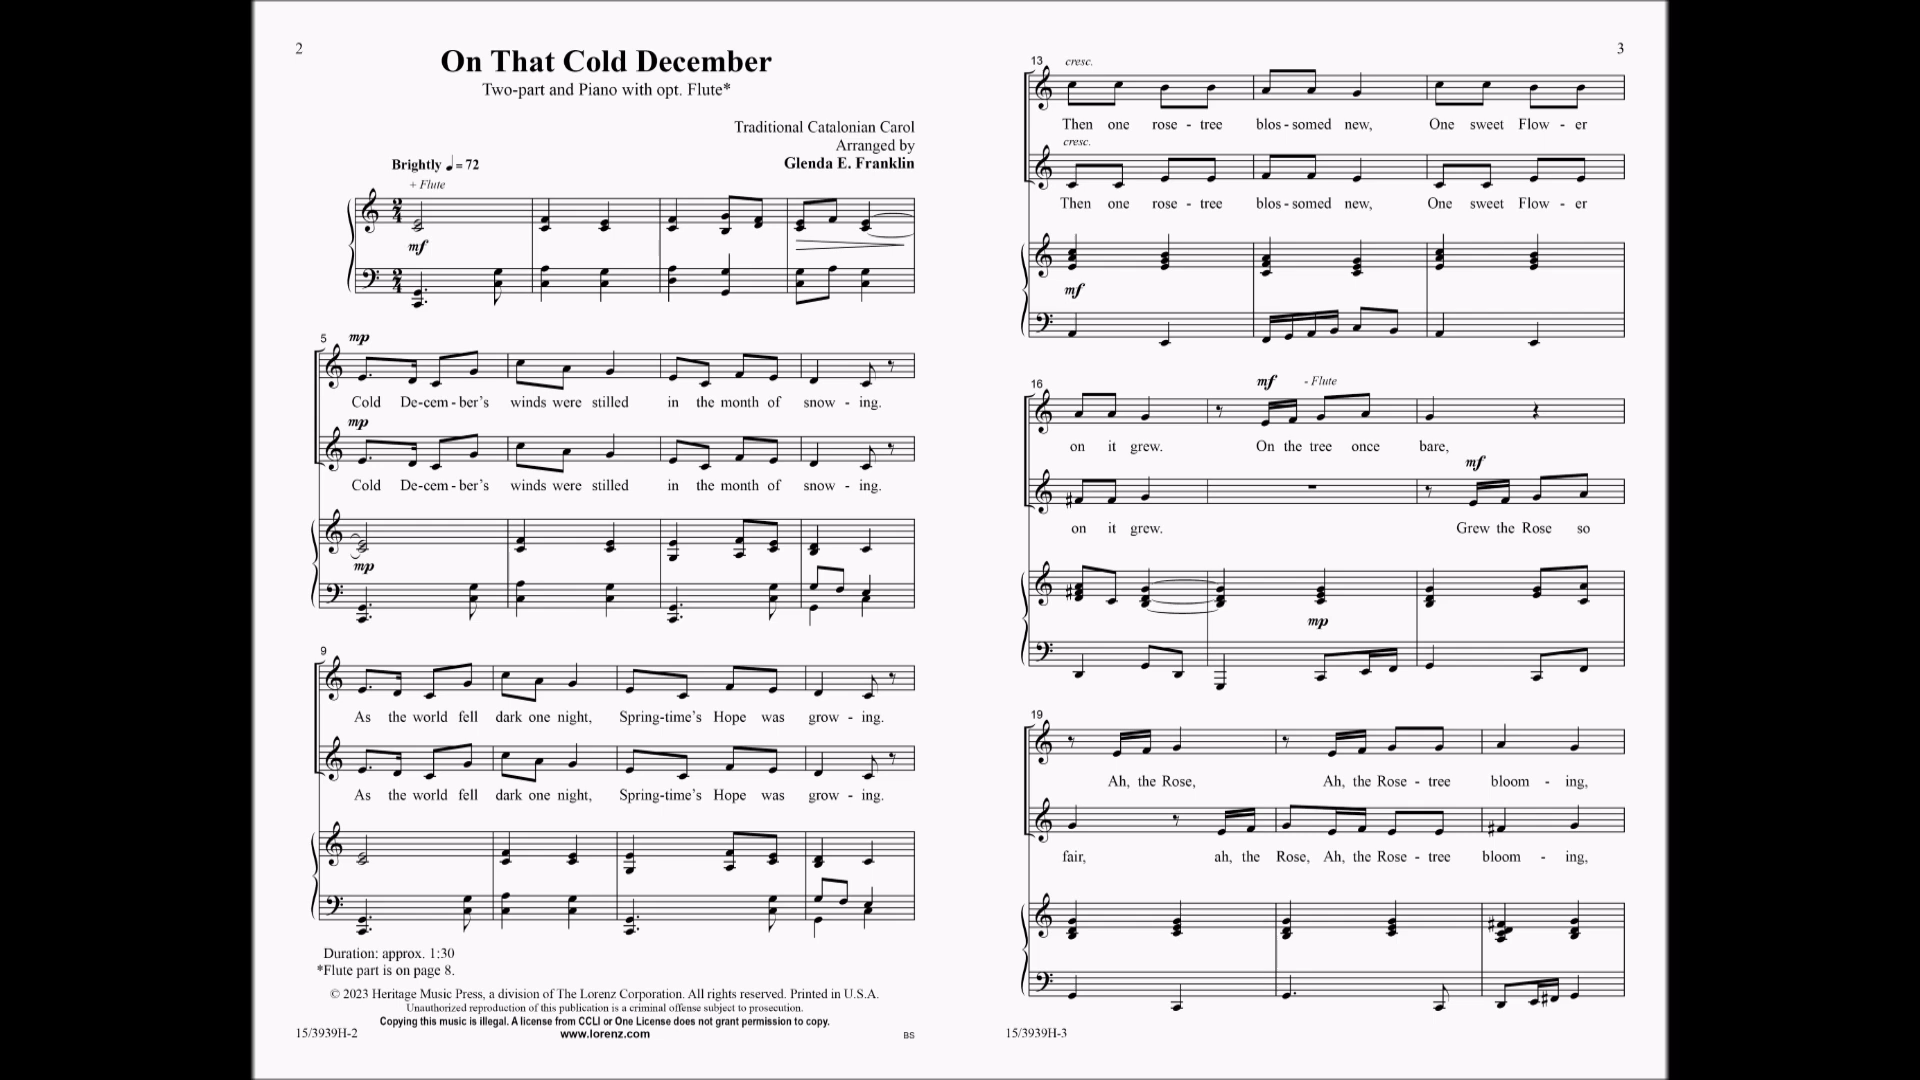 2
On That Cold December
Two-part and Piano with opt. Flute*
Traditional Catalonian Carol
Arranged by
Glenda E. Franklin
Brightly ♩ = 72
+ Flute
mf
5
mp
Cold De-cem - ber's winds were stilled in the month of snow - ing.
mp
Cold De-cem - ber's winds were stilled in the month of snow - ing.
mp
9
As the world fell dark one night, Spring-time's Hope was grow - ing.
As the world fell dark one night, Spring-time's Hope was grow - ing.
Duration: approx. 1:30
*Flute part is on page 8.
© 2023 Heritage Music Press, a division of The Lorenz Corporation. All rights reserved. Printed in U.S.A.
Unauthorized reproduction of this publication is a criminal offense subject to prosecution.
Copying this music is illegal. A license from CCLI or One License does not grant permission to copy.
www.lorenz.com
15/3939H-2
BS
3
13
cresc.
Then one rose - tree blos - somed new, One sweet Flow - er
cresc.
Then one rose - tree blos - somed new, One sweet Flow - er
mf
16
mf - Flute
on it grew. On the tree once bare,
mf
on it grew. Grew the Rose so
mp
19
Ah, the Rose, Ah, the Rose - tree bloom - ing,
fair, ah, the Rose, Ah, the Rose - tree bloom - ing,
15/3939H-3